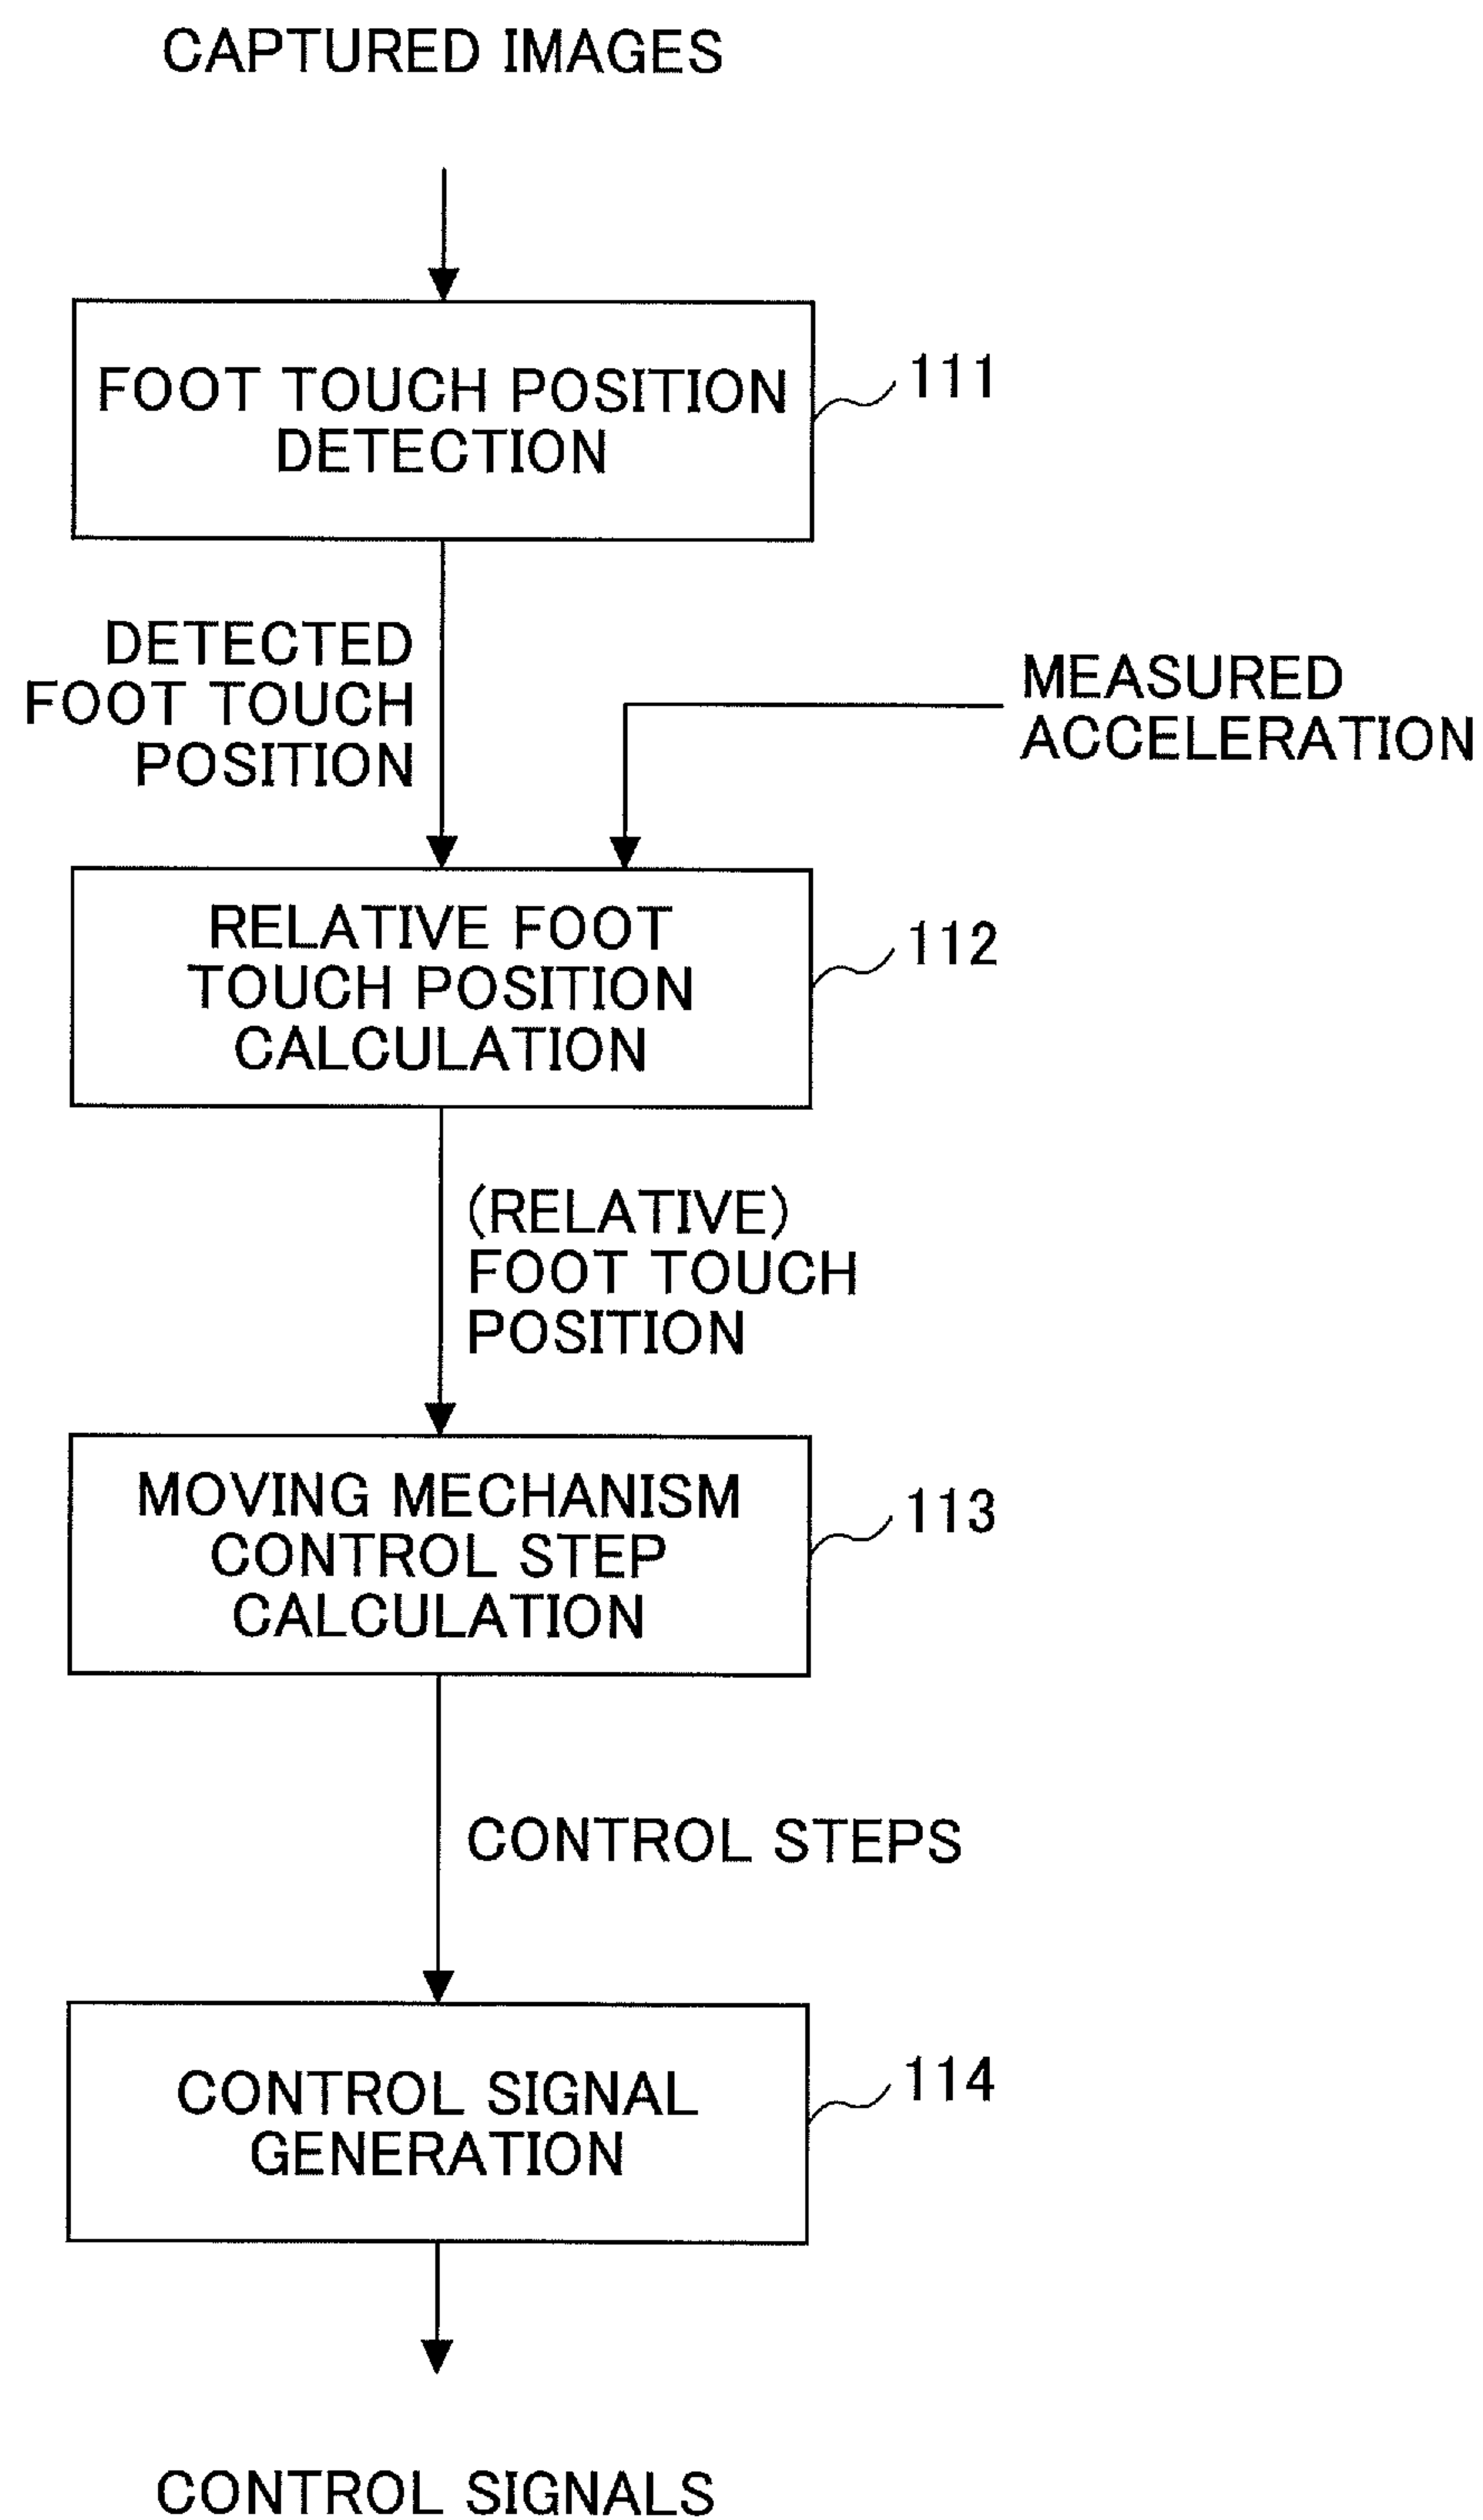 CAPTURED IMAGES
FOOT TOUCH POSITION
DETECTION
111
DETECTED
FOOT TOUCH
POSITION
MEASURED
ACCELERATION
RELATIVE FOOT
TOUCH POSITION
CALCULATION
112
(RELATIVE)
FOOT TOUCH
POSITION
MOVING MECHANISM
CONTROL STEP
CALCULATION
113
CONTROL STEPS
CONTROL SIGNAL
GENERATION
114
CONTROL SIGNALS